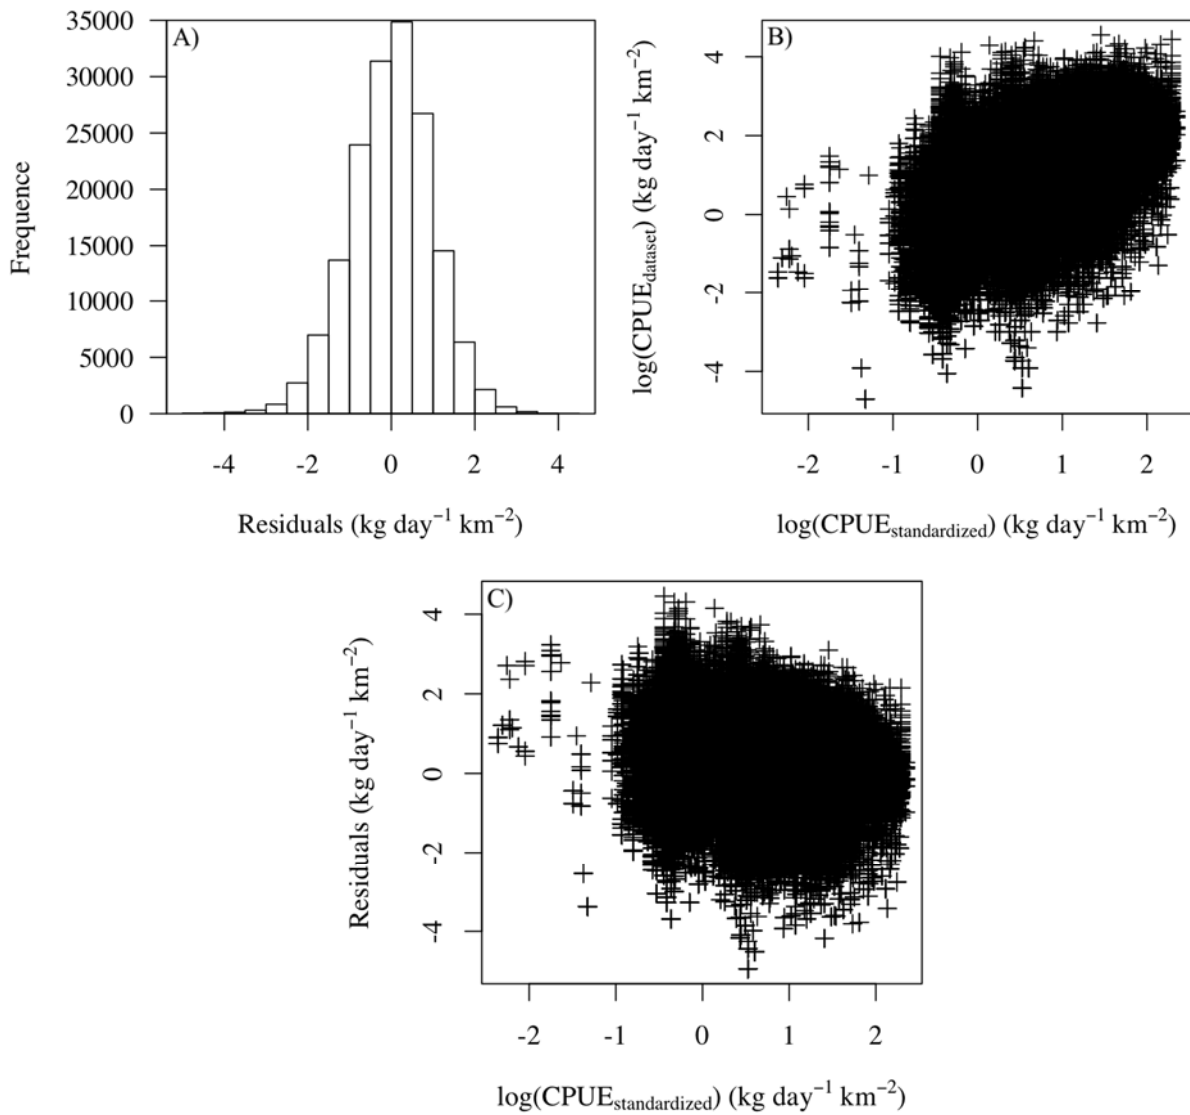 A)
35000
30000
25000
20000
15000
10000
5000
0
Frequence
-4 -2 0 2 4
Residuals (kg day⁻¹ km⁻²)
B)
4
2
0
-2
-4
log(CPUE_dataset) (kg day⁻¹ km⁻²)
-2 -1 0 1 2
log(CPUE_standardized) (kg day⁻¹ km⁻²)
C)
4
2
0
-2
-4
Residuals (kg day⁻¹ km⁻²)
-2 -1 0 1 2
log(CPUE_standardized) (kg day⁻¹ km⁻²)